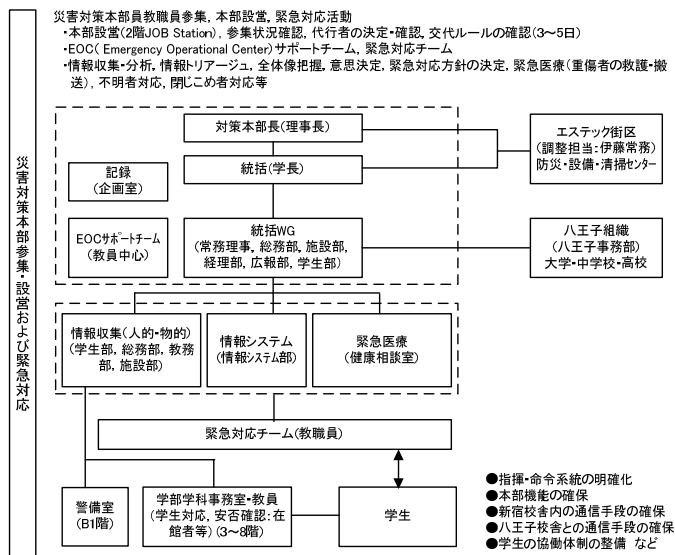 災害対策本部員教職員参集, 本部設営, 緊急対応活動
・本部設営(2階JOB Station), 参集状況確認, 代行者の決定・確認, 交代ルールの確認(3～5日)
・EOC( Emergency Operational Center)サポートチーム, 緊急対応チーム
・情報収集・分析, 情報トリアージュ, 全体像把握, 意思決定, 緊急対応方針の決定, 緊急医療(重傷者の救護・搬
送), 不明者対応, 閉じこめ者対応等
災害対策本部参集・設営および緊急対応
対策本部長(理事長)
統括(学長)
エステック街区
(調整担当:伊藤常務)
防災・設備・清掃センター
記録
(企画室)
EOCサポートチーム
(教員中心)
統括WG
(常務理事, 総務部, 施設部,
経理部, 広報部, 学生部)
八王子組織
(八王子事務部)
大学・中学校・高校
情報収集(人的・物的)
(学生部, 総務部, 教務
部, 施設部)
情報システム
(情報システム部)
緊急医療
(健康相談室)
緊急対応チーム(教職員)
警備室
(B1階)
学部学科事務室・教員
(学生対応, 安否確認:在
館者等) (3～8階)
学生
●指揮・命令系統の明確化
●本部機能の確保
●新宿校舎内の通信手段の確保
●八王子校舎との通信手段の確保
●学生の協働体制の整備 など